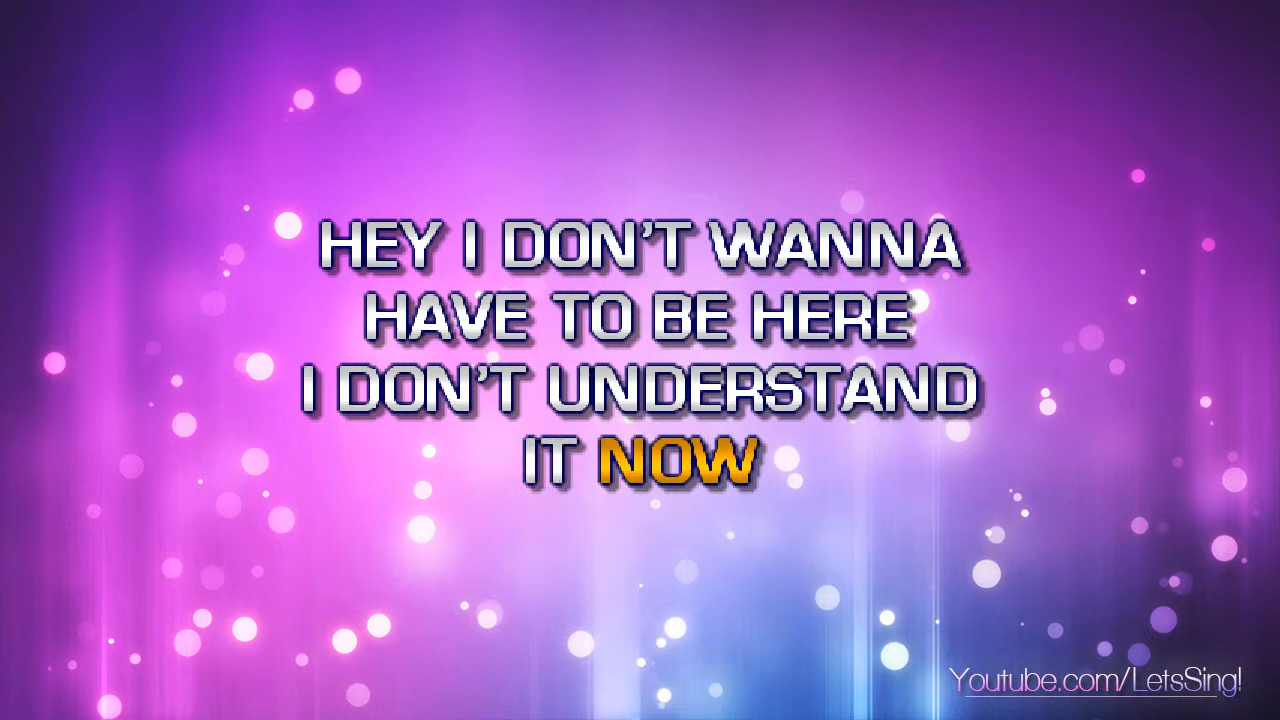 HEY I DON'T WANNA
HAVE TO BE HERE
I DON'T UNDERSTAND
IT NOW
Youtube.com/LetsSing!